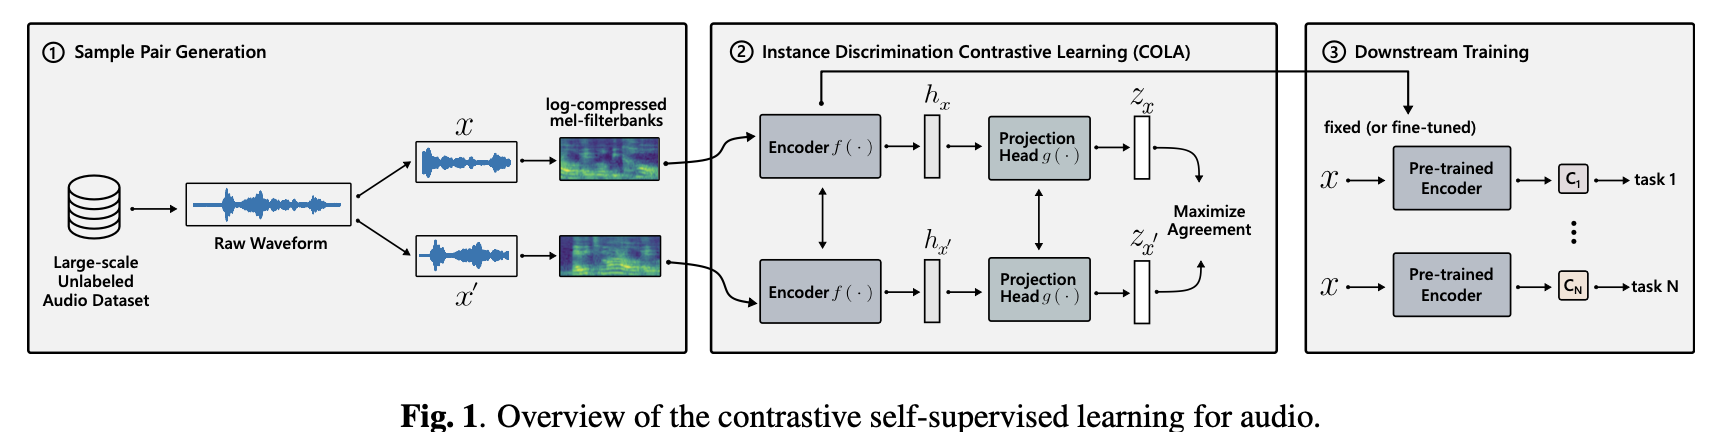 ① Sample Pair Generation
Large-scale
Unlabeled
Audio Dataset
Raw Waveform
x
x′
log-compressed
mel-filterbanks
② Instance Discrimination Contrastive Learning (COLA)
Encoder f(·)
h_x
Projection
Head g(·)
z_x
Encoder f(·)
h_x′
Projection
Head g(·)
z_x′
Maximize
Agreement
③ Downstream Training
fixed (or fine-tuned)
x
Pre-trained
Encoder
C₁
task 1
x
Pre-trained
Encoder
C_N
task N
Fig. 1. Overview of the contrastive self-supervised learning for audio.